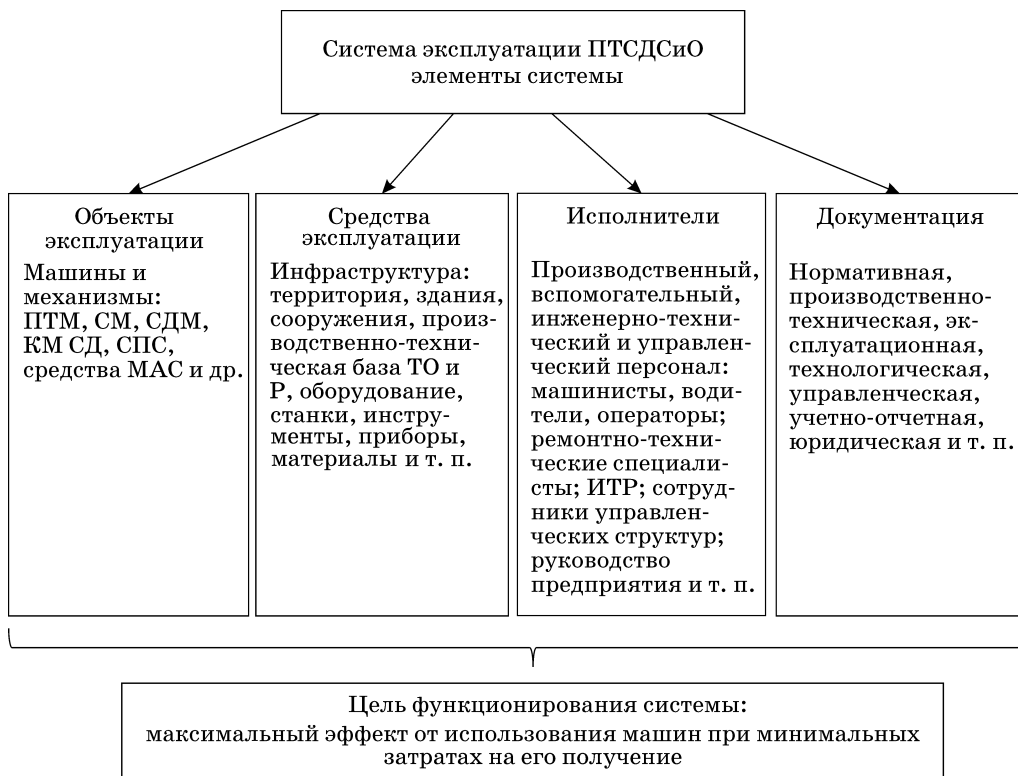 Система эксплуатации ПТСДСиО
элементы системы
Объекты
эксплуатации
Машины и
механизмы:
ПТМ, СМ, СДМ,
КМ СД, СПС,
средства МАС и др.
Средства
эксплуатации
Инфраструктура:
территория, здания,
сооружения, произ-
водственно-техни-
ческая база ТО и
Р, оборудование,
станки, инстру-
менты, приборы,
материалы и т. п.
Исполнители
Производственный,
вспомогательный,
инженерно-техни-
ческий и управлен-
ческий персонал:
машинисты, води-
тели, операторы;
ремонтно-техни-
ческие специали-
сты; ИТР; сотруд-
ники управлен-
ческих структур;
руководство
предприятия и т. п.
Документация
Нормативная,
производственно-
техническая, эк-
сплуатационная,
технологическая,
управленческая,
учетно-отчетная,
юридическая и т. п.
Цель функционирования системы:
максимальный эффект от использования машин при минимальных
затратах на его получение